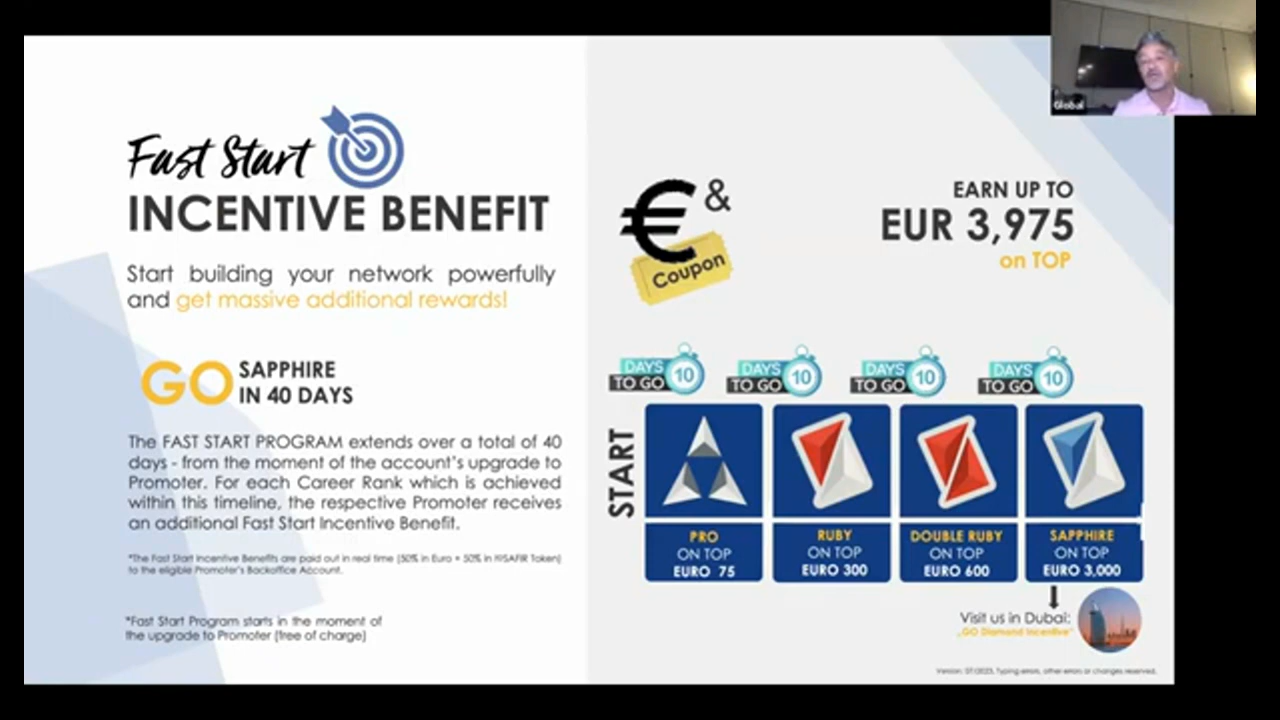 Global
Fast Start
INCENTIVE BENEFIT
Start building your network powerfully
and get massive additional rewards!
GO SAPPHIRE
IN 40 DAYS
The FAST START PROGRAM extends over a total of 40
days - from the moment of the account's upgrade to
Promoter. For each Career Rank which is achieved
within this timeline, the respective Promoter receives
an additional Fast Start Incentive Benefit.
*The Fast Start Incentive Benefits are paid out in real time (50% in Euro + 50% in Token)
to the eligible Promoter's Backoffice Account.
*Fast Start Program starts in the moment of
the upgrade to Promoter (free of charge)
€ &
Coupon
EARN UP TO
EUR 3,975
on TOP
DAYS
TO GO 10
DAYS
TO GO 10
DAYS
TO GO 10
DAYS
TO GO 10
START
PRO
ON TOP
EURO 75
RUBY
ON TOP
EURO 300
DOUBLE RUBY
ON TOP
EURO 600
SAPPHIRE
ON TOP
EURO 3,000
Visit us in Dubai:
„GO Diamond Incentive"
Version: 07/2023, Typing errors, other errors or changes reserved.